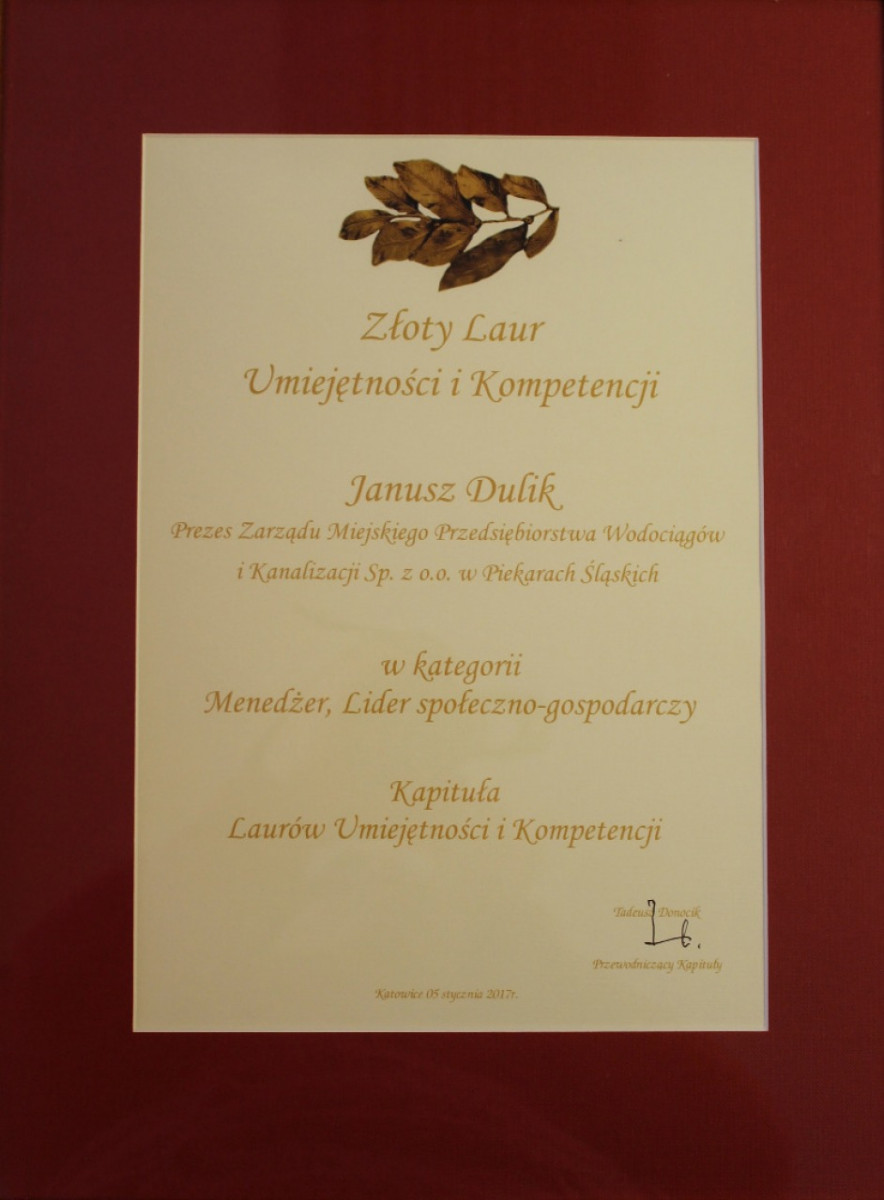 Złoty Laur
Umiejętności i Kompetencji
Janusz Dulik
Prezes Zarządu Miejskiego Przedsiębiorstwa Wodociągów
i Kanalizacji Sp. z o.o. w Piekarach Śląskich
w kategorii
Menedżer, Lider społeczno-gospodarczy
Kapituła
Laurów Umiejętności i Kompetencji
Tadeusz Donocik
Przewodniczący Kapituły
Katowice 05 stycznia 2017r.